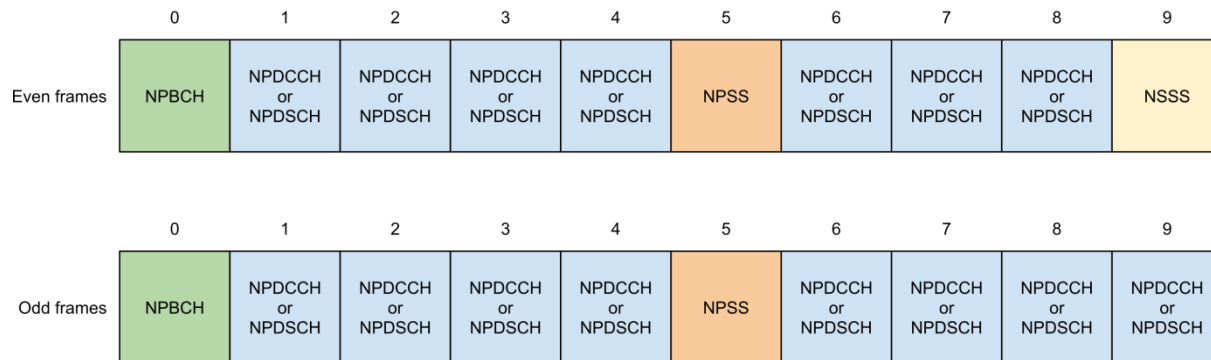 0 1 2 3 4 5 6 7 8 9
Even frames
NPBCH
NPDCCH
or
NPDSCH
NPDCCH
or
NPDSCH
NPDCCH
or
NPDSCH
NPDCCH
or
NPDSCH
NPSS
NPDCCH
or
NPDSCH
NPDCCH
or
NPDSCH
NPDCCH
or
NPDSCH
NSSS
0 1 2 3 4 5 6 7 8 9
Odd frames
NPBCH
NPDCCH
or
NPDSCH
NPDCCH
or
NPDSCH
NPDCCH
or
NPDSCH
NPDCCH
or
NPDSCH
NPSS
NPDCCH
or
NPDSCH
NPDCCH
or
NPDSCH
NPDCCH
or
NPDSCH
NPDCCH
or
NPDSCH